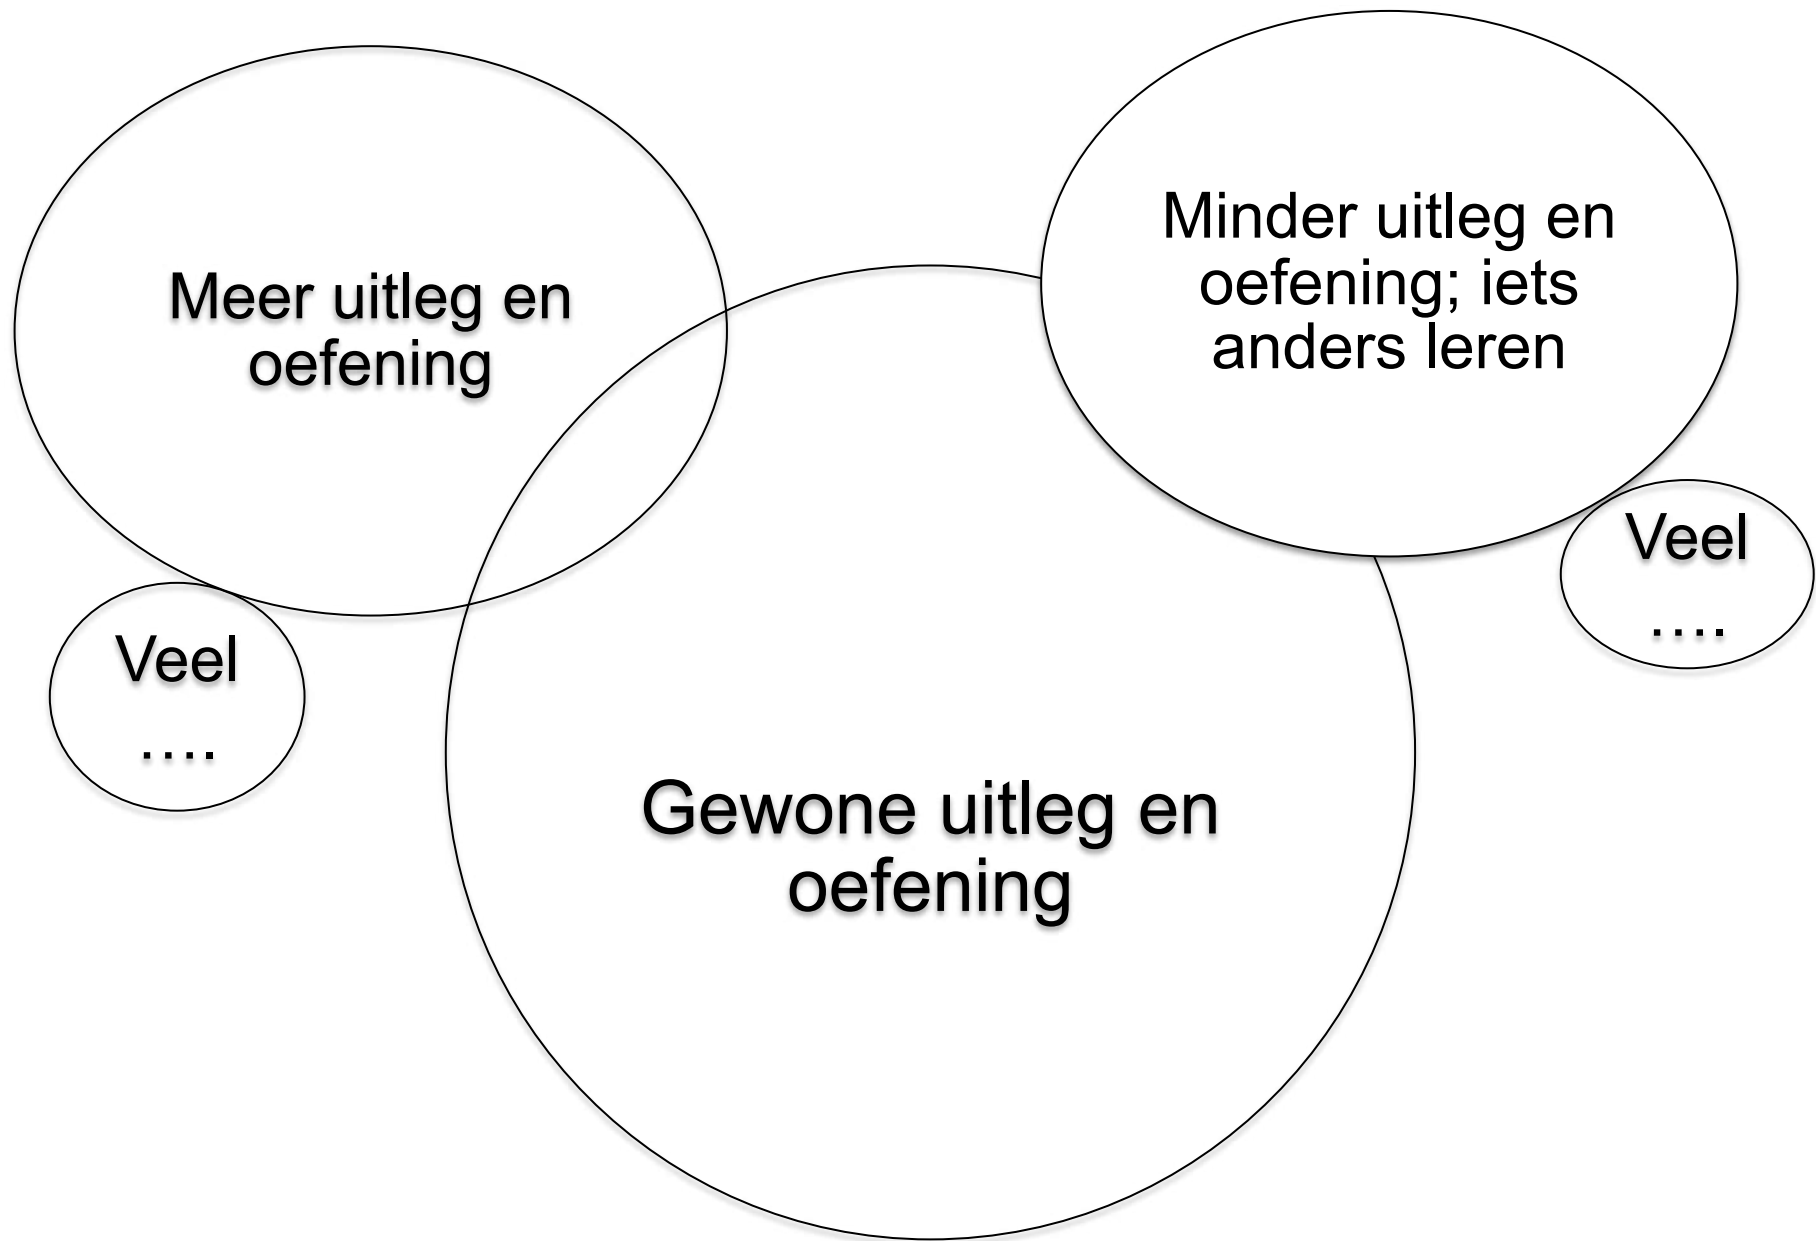 Meer uitleg en
oefening
Minder uitleg en
oefening; iets
anders leren
Veel
….
Veel
….
Gewone uitleg en
oefening